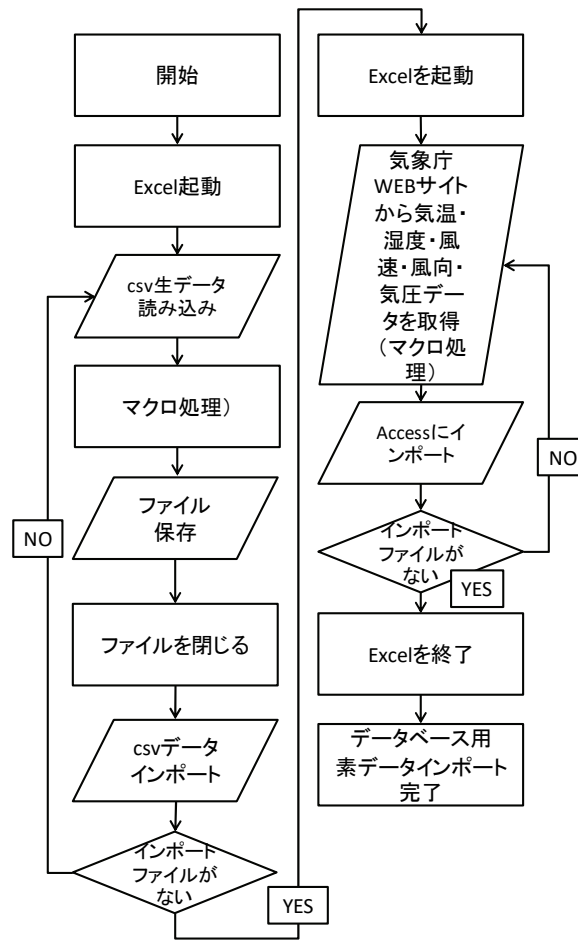 開始
Excel起動
csv生データ
読み込み
マクロ処理）
ファイル
保存
NO
ファイルを閉じる
csvデータ
インポート
インポート
ファイルが
ない
YES
Excelを起動
気象庁
WEBサイト
から気温・
湿度・風
速・風向・
気圧デー
タを取得
（マクロ処
理）
Accessにイ
ンポート
NO
インポート
ファイルが
ない
YES
Excelを終了
データベース用
素データインポート
完了